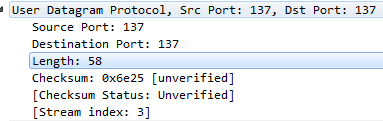 User Datagram Protocol, Src Port: 137, Dst Port: 137
Source Port: 137
Destination Port: 137
Length: 58
Checksum: 0x6e25 [unverified]
[Checksum Status: Unverified]
[Stream index: 3]